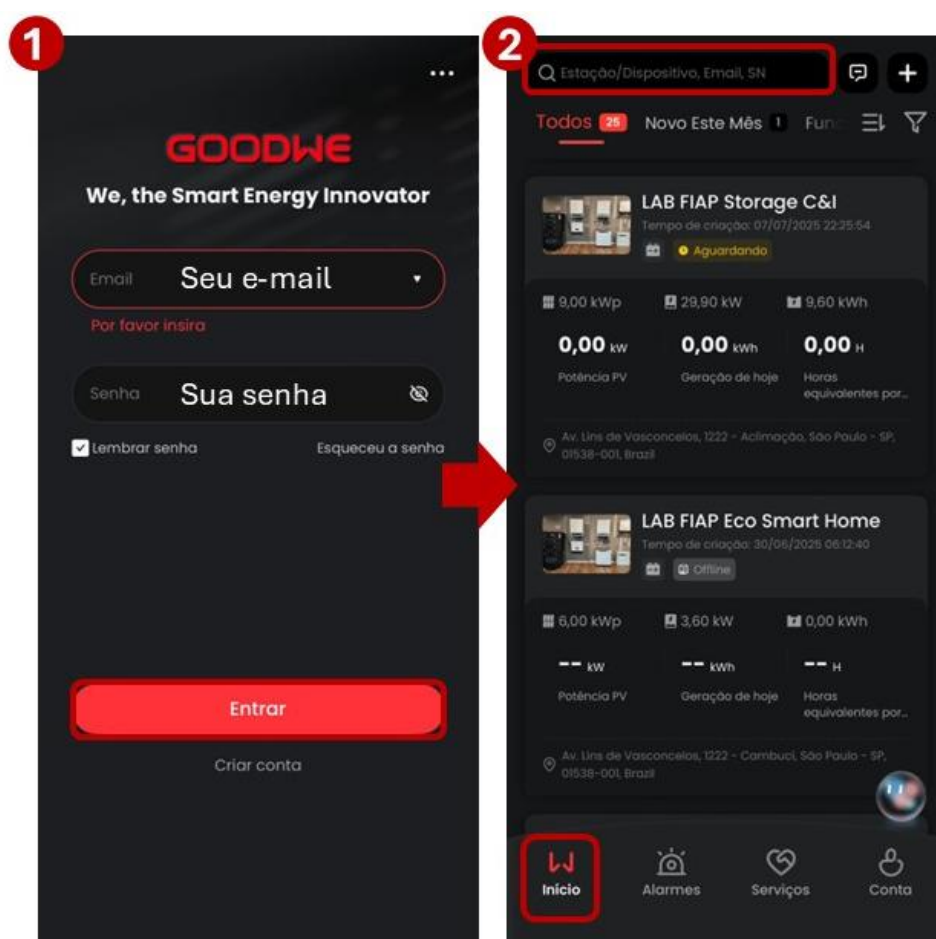 1
...
GOODWE
We, the Smart Energy Innovator
Email Seu e-mail
Por favor insira
Senha Sua senha
Lembrar senha Esqueceu a senha
Entrar
Criar conta
2
Estação/Dispositivo, Email, SN
Todos 25 Novo Este Mês 1
LAB FIAP Storage C&I
Tempo de criação: 07/07/2025 22:25:54
Aguardando
9,00 kWp 29,90 kW 9,60 kWh
0,00 kW 0,00 kWh 0,00 H
Potência PV Geração de hoje Horas
equivalentes por...
Av. Lins de Vasconcelos, 1222 - Aclimação, São Paulo - SP,
01538-001, Brazil
LAB FIAP Eco Smart Home
Tempo de criação: 30/06/2025 06:12:40
Offline
6,00 kWp 3,60 kW 0,00 kWh
-- kW -- kWh -- H
Potência PV Geração de hoje Horas
equivalentes por...
Av. Lins de Vasconcelos, 1222 - Cambuci, São Paulo - SP,
01538-001, Brazil
Início Alarmes Serviços Conta